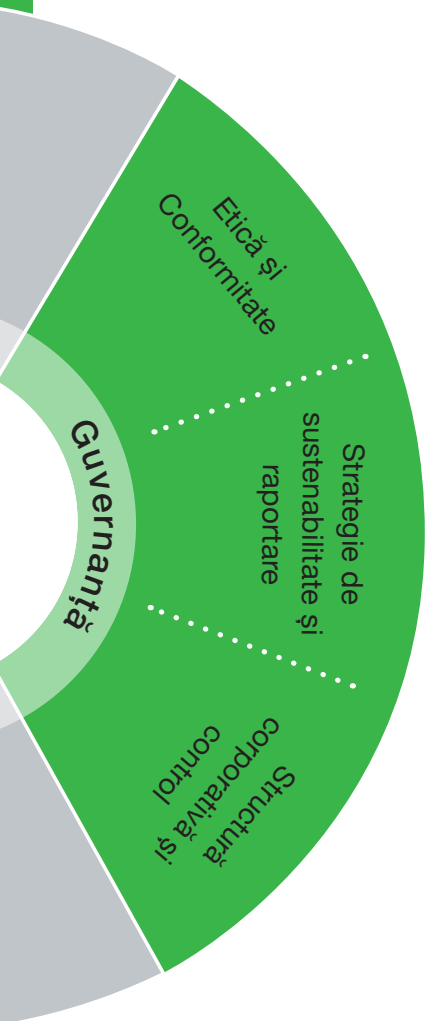 Guvernanță
Etică și
Conformitate
Strategie de
sustenabilitate și
raportare
Structură
corporativă și
control